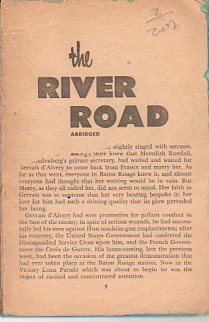 2
the
RIVER
ROAD
ABRIDGED
slightly tinged with sarcasm.
store knew that Meredith Randall,
private secretary, had waited and waited for
Gervais d'Alvery to come back from France and marry her. As
far as that went, everyone in Baton Rouge knew it, and almost
everyone had thought that her waiting would be in vain. But
Merry, as they all called her, did not seem to mind. Her faith in
Gervais was so supreme that her very bearing bespoke it; her
love for him had such a shining quality that its glow pervaded
her being.
Gervais d'Alvery had won promotion for gallant conduct in
the face of the enemy; in spite of serious wounds, he had success-
fully led his men against Hun machine-gun emplacements; after
his recovery, the United States Government had conferred the
Distinguished Service Cross upon him, and the French Govern-
ment the Croix de Guerre. His home-coming, late the previous
week, had been the occasion of the greatest demonstration that
had ever taken place at the Baton Rouge station. Now in the
Victory Loan Parade which was about to begin he was the
object of excited and concentrated attention.